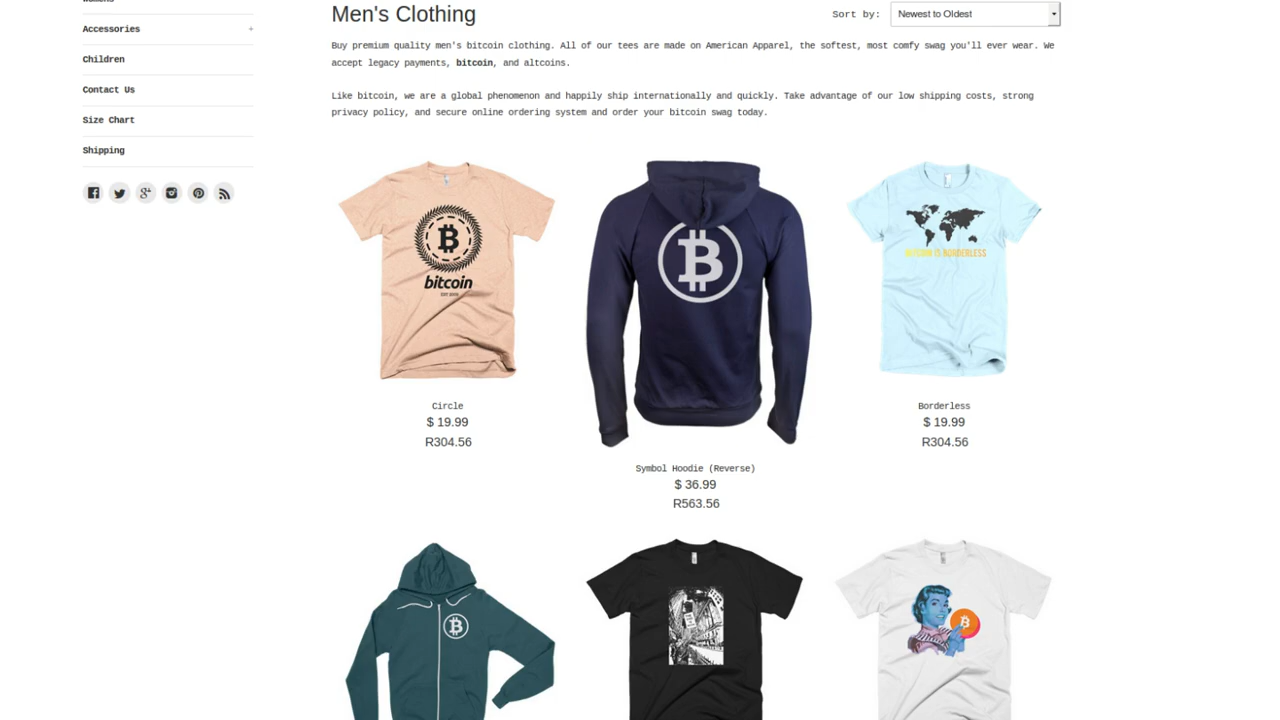 Accessories +
Children
Contact Us
Size Chart
Shipping
Men's Clothing
Sort by: Newest to Oldest
Buy premium quality men's bitcoin clothing. All of our tees are made on American Apparel, the softest, most comfy swag you'll ever wear. We
accept legacy payments, bitcoin, and altcoins.
Like bitcoin, we are a global phenomenon and happily ship internationally and quickly. Take advantage of our low shipping costs, strong
privacy policy, and secure online ordering system and order your bitcoin swag today.
bitcoin
BITCOIN IS BORDERLESS
Circle
$ 19.99
R304.56
Symbol Hoodie (Reverse)
$ 36.99
R563.56
Borderless
$ 19.99
R304.56